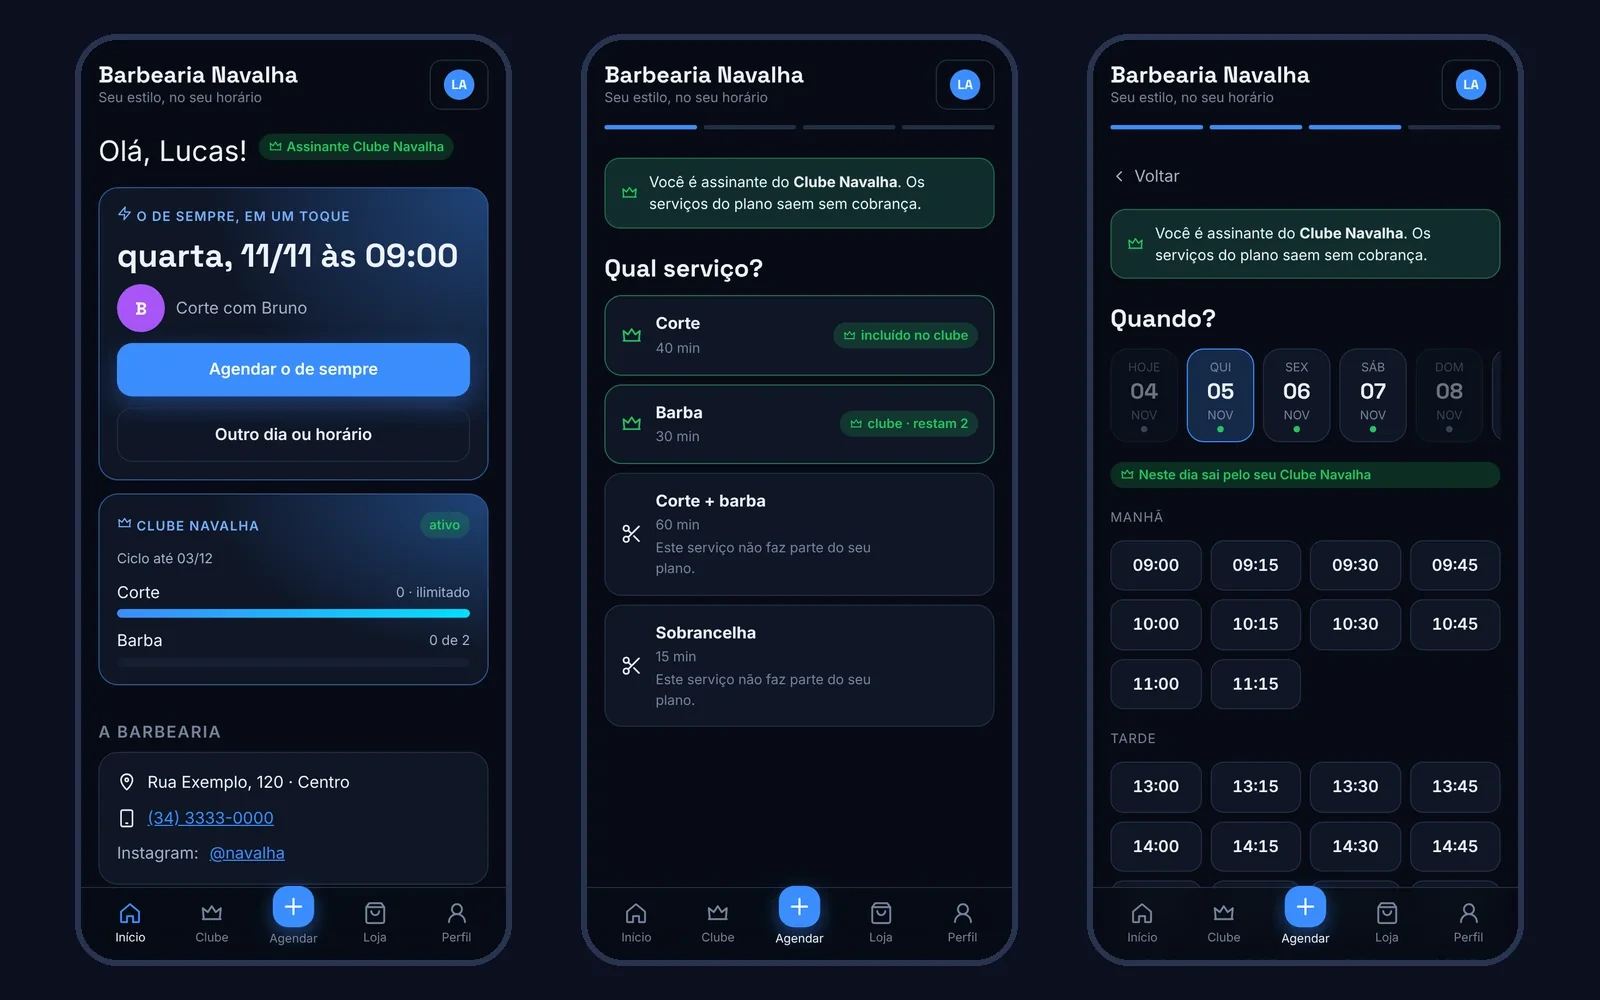 Barbearia Navalha
Seu estilo, no seu horário
LA
Olá, Lucas!
Assinante Clube Navalha
O DE SEMPRE, EM UM TOQUE
quarta, 11/11 às 09:00
B
Corte com Bruno
Agendar o de sempre
Outro dia ou horário
CLUBE NAVALHA
ativo
Ciclo até 03/12
Corte
0 · ilimitado
Barba
0 de 2
A BARBEARIA
Rua Exemplo, 120 · Centro
(34) 3333-0000
Instagram: @navalha
Início
Clube
Agendar
Loja
Perfil
Barbearia Navalha
Seu estilo, no seu horário
LA
Você é assinante do Clube Navalha. Os
serviços do plano saem sem cobrança.
Qual serviço?
Corte
40 min
incluído no clube
Barba
30 min
clube · restam 2
Corte + barba
60 min
Este serviço não faz parte do seu
plano.
Sobrancelha
15 min
Este serviço não faz parte do seu
plano.
Início
Clube
Agendar
Loja
Perfil
Barbearia Navalha
Seu estilo, no seu horário
LA
Voltar
Você é assinante do Clube Navalha. Os
serviços do plano saem sem cobrança.
Quando?
HOJE
04
NOV
QUI
05
NOV
SEX
06
NOV
SÁB
07
NOV
DOM
08
NOV
Neste dia sai pelo seu Clube Navalha
MANHÃ
09:00 09:15 09:30 09:45
10:00 10:15 10:30 10:45
11:00 11:15
TARDE
13:00 13:15 13:30 13:45
14:00 14:15 14:30 14:45
Início
Clube
Agendar
Loja
Perfil